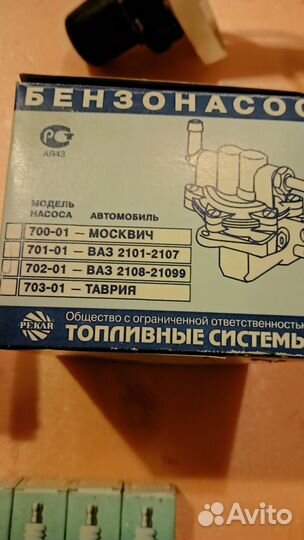 БЕНЗОНАСОС
РСТ
АЯ43
МОДЕЛЬ НАСОСА АВТОМОБИЛЬ
700-01 – МОСКВИЧ
701-01 – ВАЗ 2101-2107
702-01 – ВАЗ 2108-21099
703-01 – ТАВРИЯ
PEKAR
Общество с ограниченной ответственностью
ТОПЛИВНЫЕ СИСТЕМЫ
Avito